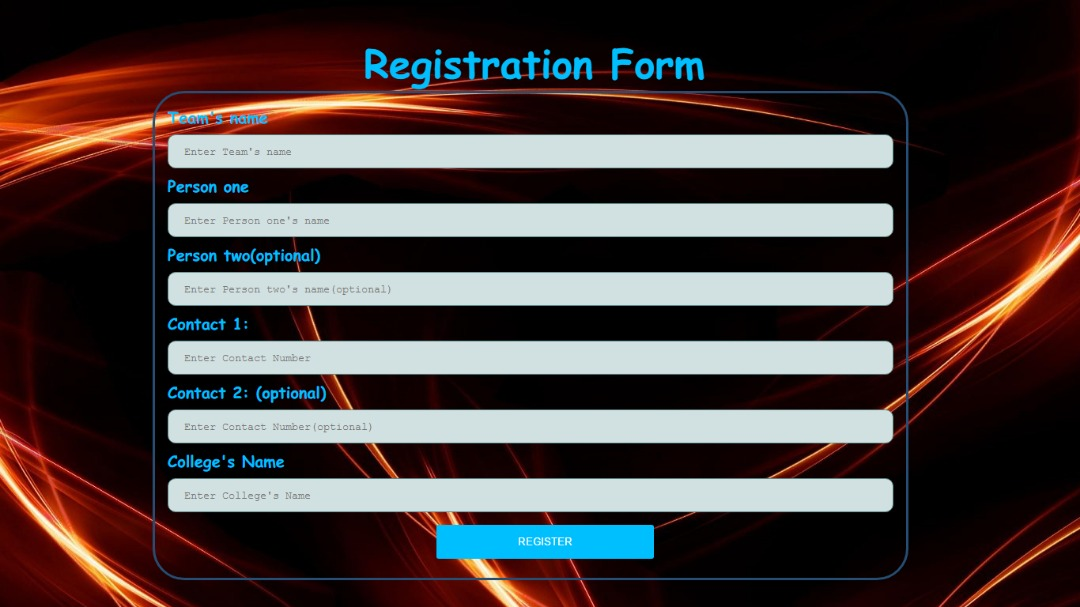 Registration Form
Team's name
Enter Team's name
Person one
Enter Person one's name
Person two(optional)
Enter Person two's name(optional)
Contact 1:
Enter Contact Number
Contact 2: (optional)
Enter Contact Number(optional)
College's Name
Enter College's Name
REGISTER